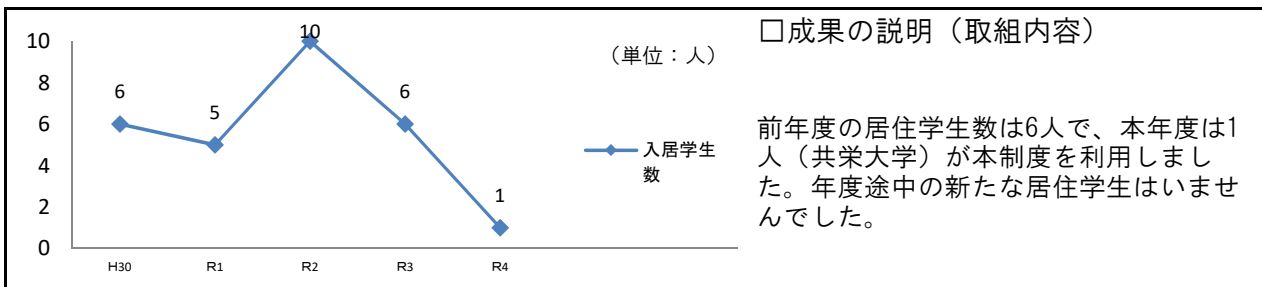 10
8
6
4
2
0
6
5
10
6
1
H30
R1
R2
R3
R4
（単位：人）
入居学生
数
□成果の説明（取組内容）
前年度の居住学生数は6人で、本年度は1
人（共栄大学）が本制度を利用しまし
た。年度途中の新たな居住学生はいませ
んでした。